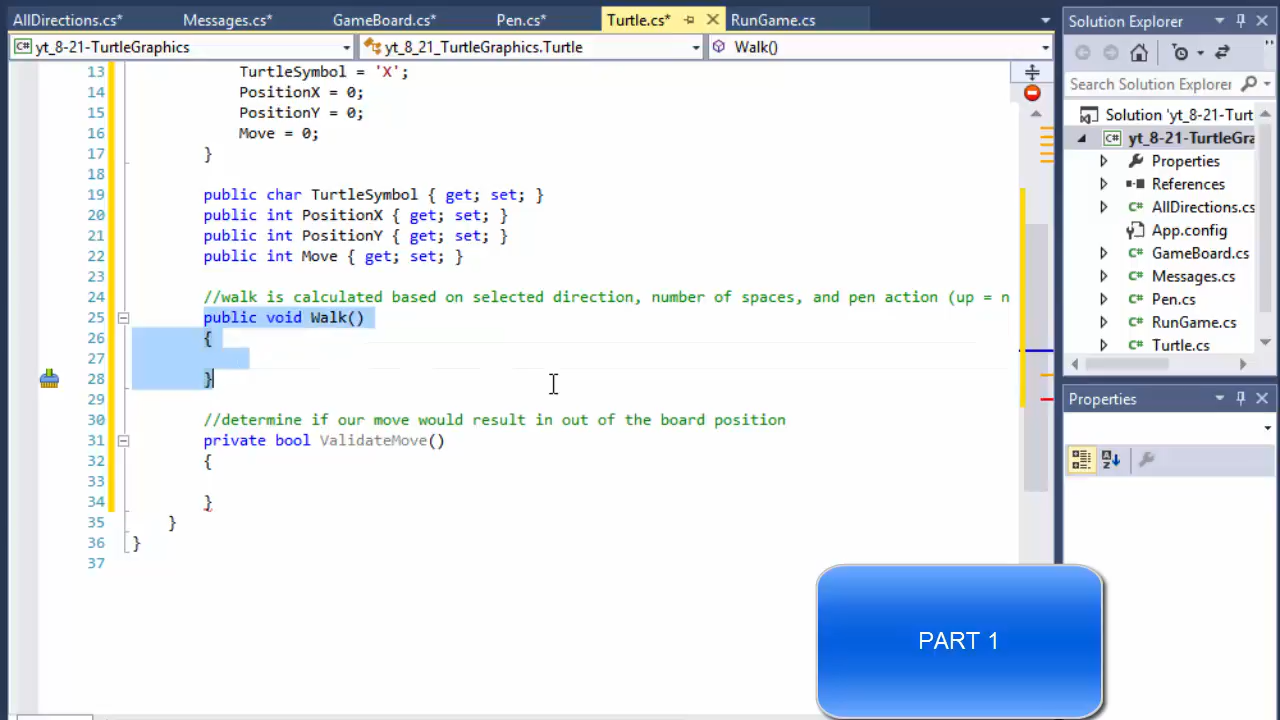 AllDirections.cs* Messages.cs* GameBoard.cs* Pen.cs* Turtle.cs* RunGame.cs
yt_8-21-TurtleGraphics yt_8_21_TurtleGraphics.Turtle Walk()
13 TurtleSymbol = 'X';
14 PositionX = 0;
15 PositionY = 0;
16 Move = 0;
17 }
18
19 public char TurtleSymbol { get; set; }
20 public int PositionX { get; set; }
21 public int PositionY { get; set; }
22 public int Move { get; set; }
23
24 //walk is calculated based on selected direction, number of spaces, and pen action (up = n
25 public void Walk()
26 {
27
28 }
29
30 //determine if our move would result in out of the board position
31 private bool ValidateMove()
32 {
33
34 }
35 }
36 }
37
Solution Explorer
Search Solution Explorer
Solution 'yt_8-21-Turt
yt_8-21-TurtleGra
Properties
References
AllDirections.cs
App.config
GameBoard.cs
Messages.cs
Pen.cs
RunGame.cs
Turtle.cs
Properties
PART 1